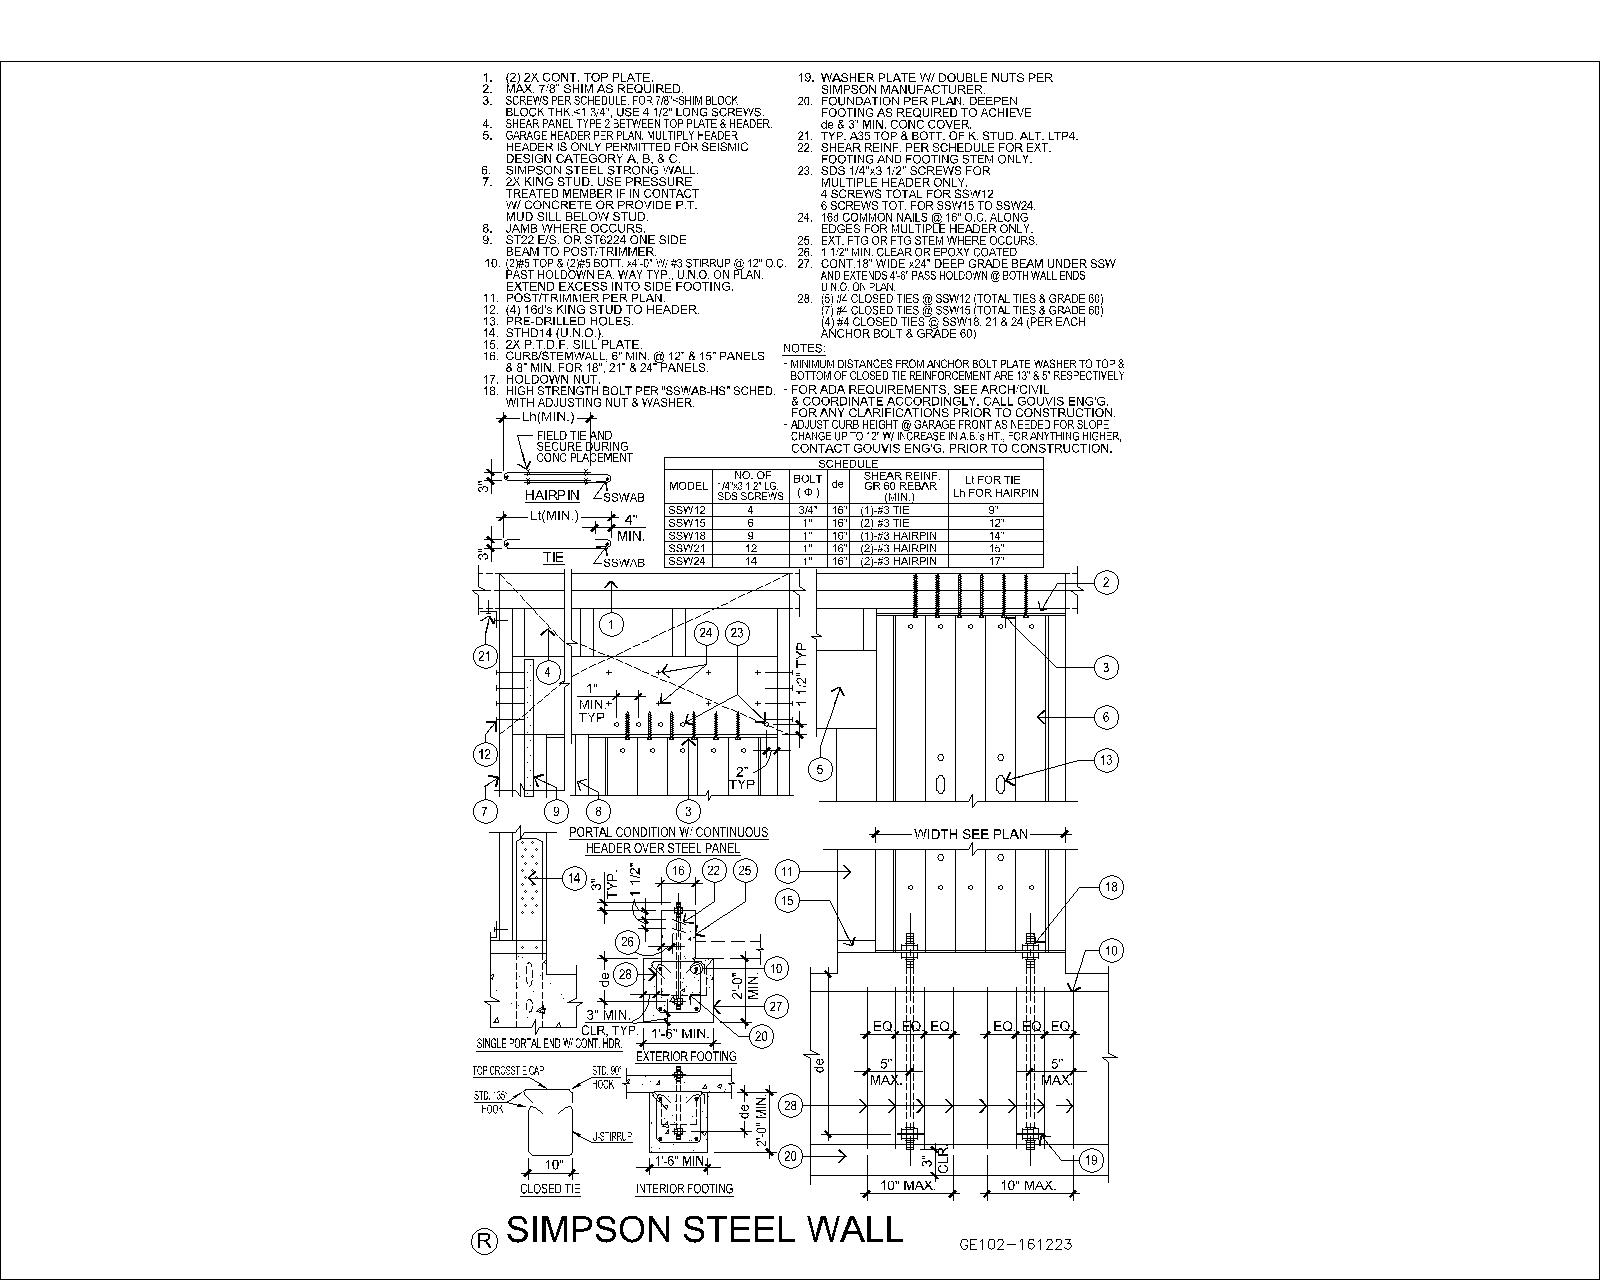 1. (2) 2X CONT. TOP PLATE.
2. MAX. 7/8" SHIM AS REQUIRED.
3. SCREWS PER SCHEDULE. FOR 7/8"<SHIM BLOCK
BLOCK THK.<1 3/4", USE 4 1/2" LONG SCREWS.
4. SHEAR PANEL TYPE 2 BETWEEN TOP PLATE & HEADER.
5. GARAGE HEADER PER PLAN. MULTIPLY HEADER
HEADER IS ONLY PERMITTED FOR SEISMIC
DESIGN CATEGORY A, B, & C.
6. SIMPSON STEEL STRONG WALL.
7. 2X KING STUD. USE PRESSURE
TREATED MEMBER IF IN CONTACT
W/ CONCRETE OR PROVIDE P.T.
MUD SILL BELOW STUD.
8. JAMB WHERE OCCURS.
9. ST22 E/S. OR ST6224 ONE SIDE
BEAM TO POST/TRIMMER.
10. (2)#5 TOP & (2)#5 BOTT. x4'-0" W/ #3 STIRRUP @ 12" O.C.
PAST HOLDOWN EA. WAY TYP., U.N.O. ON PLAN.
EXTEND EXCESS INTO SIDE FOOTING.
11. POST/TRIMMER PER PLAN.
12. (4) 16d's KING STUD TO HEADER.
13. PRE-DRILLED HOLES.
14. STHD14 (U.N.O.).
15. 2X P.T.D.F. SILL PLATE.
16. CURB/STEMWALL, 6" MIN. @ 12" & 15" PANELS
& 8" MIN. FOR 18", 21" & 24" PANELS.
17. HOLDOWN NUT.
18. HIGH STRENGTH BOLT PER "SSWAB-HS" SCHED.
WITH ADJUSTING NUT & WASHER.
19. WASHER PLATE W/ DOUBLE NUTS PER
SIMPSON MANUFACTURER.
20. FOUNDATION PER PLAN. DEEPEN
FOOTING AS REQUIRED TO ACHIEVE
de & 3" MIN. CONC COVER.
21. TYP. A35 TOP & BOTT. OF K. STUD. ALT. LTP4.
22. SHEAR REINF. PER SCHEDULE FOR EXT.
FOOTING AND FOOTING STEM ONLY.
23. SDS 1/4"x3 1/2" SCREWS FOR
MULTIPLE HEADER ONLY.
4 SCREWS TOTAL FOR SSW12
6 SCREWS TOT. FOR SSW15 TO SSW24.
24. 16d COMMON NAILS @ 16" O.C. ALONG
EDGES FOR MULTIPLE HEADER ONLY.
25. EXT. FTG OR FTG STEM WHERE OCCURS.
26. 1 1/2" MIN. CLEAR OR EPOXY COATED
27. CONT.18" WIDE x24" DEEP GRADE BEAM UNDER SSW
AND EXTENDS 4'-6" PASS HOLDOWN @ BOTH WALL ENDS
U.N.O. ON PLAN.
28. (5) #4 CLOSED TIES @ SSW12 (TOTAL TIES & GRADE 60)
(7) #4 CLOSED TIES @ SSW15 (TOTAL TIES & GRADE 60)
(4) #4 CLOSED TIES @ SSW18, 21 & 24 (PER EACH
ANCHOR BOLT & GRADE 60)
NOTES:
- MINIMUM DISTANCES FROM ANCHOR BOLT PLATE WASHER TO TOP &
BOTTOM OF CLOSED TIE REINFORCEMENT ARE 13" & 5" RESPECTIVELY
- FOR ADA REQUIREMENTS, SEE ARCH/CIVIL
& COORDINATE ACCORDINGLY. CALL GOUVIS ENG'G.
FOR ANY CLARIFICATIONS PRIOR TO CONSTRUCTION.
- ADJUST CURB HEIGHT @ GARAGE FRONT AS NEEDED FOR SLOPE
CHANGE UP TO 12" W/ INCREASE IN A.B.'s HT., FOR ANYTHING HIGHER,
CONTACT GOUVIS ENG'G. PRIOR TO CONSTRUCTION.
Lh(MIN.)
FIELD TIE AND
SECURE DURING
CONC PLACEMENT
3"
HAIRPIN
SSWAB
Lt(MIN.)
4"
MIN.
3"
TIE
SSWAB
SCHEDULE
MODEL
NO. OF
1/4"x3 1/2" LG.
SDS SCREWS
BOLT
( Φ )
de
SHEAR REINF.
GR 60 REBAR
(MIN.)
Lt FOR TIE
Lh FOR HAIRPIN
SSW12 4 3/4" 16" (1)-#3 TIE 9"
SSW15 6 1" 16" (2) #3 TIE 12"
SSW18 9 1" 16" (1)-#3 HAIRPIN 14"
SSW21 12 1" 16" (2)-#3 HAIRPIN 15"
SSW24 14 1" 16" (2)-#3 HAIRPIN 17"
2
1
24
23
21
4
3
1"
MIN.
TYP
1 1/2" TYP
6
12
5
13
2"
TYP
7
9
8
3
PORTAL CONDITION W/ CONTINUOUS
HEADER OVER STEEL PANEL
WIDTH SEE PLAN
14
3"
TYP.
1 1/2"
16
22
25
11
15
18
26
28
10
10
de
2'-0"
MIN.
27
3" MIN.
CLR, TYP.
1'-6" MIN.
20
SINGLE PORTAL END W/ CONT. HDR.
EXTERIOR FOOTING
EQ. EQ. EQ.
EQ. EQ. EQ.
5"
MAX.
5"
MAX.
de
TOP CROSSTIE CAP
STD. 90°
HOOK
STD. 135°
HOOK
U-STIRRUP
10"
CLOSED TIE
de
2'-0" MIN.
1'-6" MIN.
INTERIOR FOOTING
28
20
3"
CLR.
19
10" MAX.
10" MAX.
R SIMPSON STEEL WALL
GE102-161223